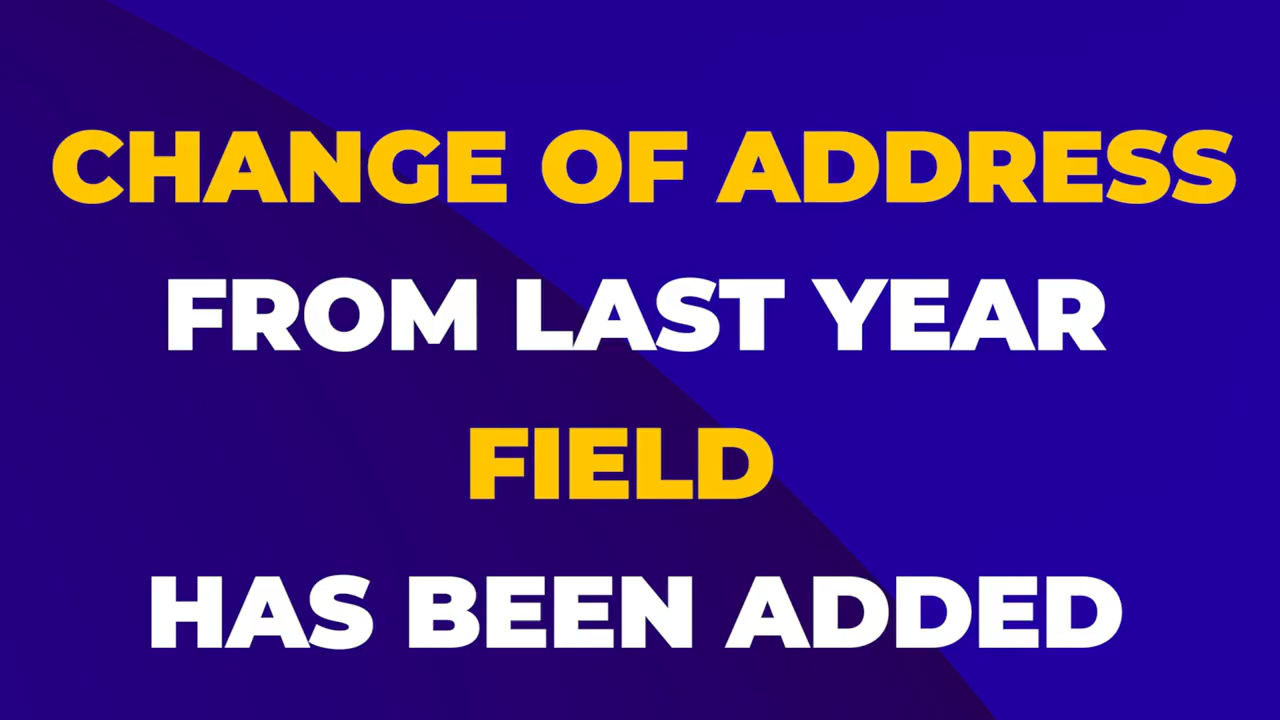 CHANGE OF ADDRESS
FROM LAST YEAR
FIELD
HAS BEEN ADDED